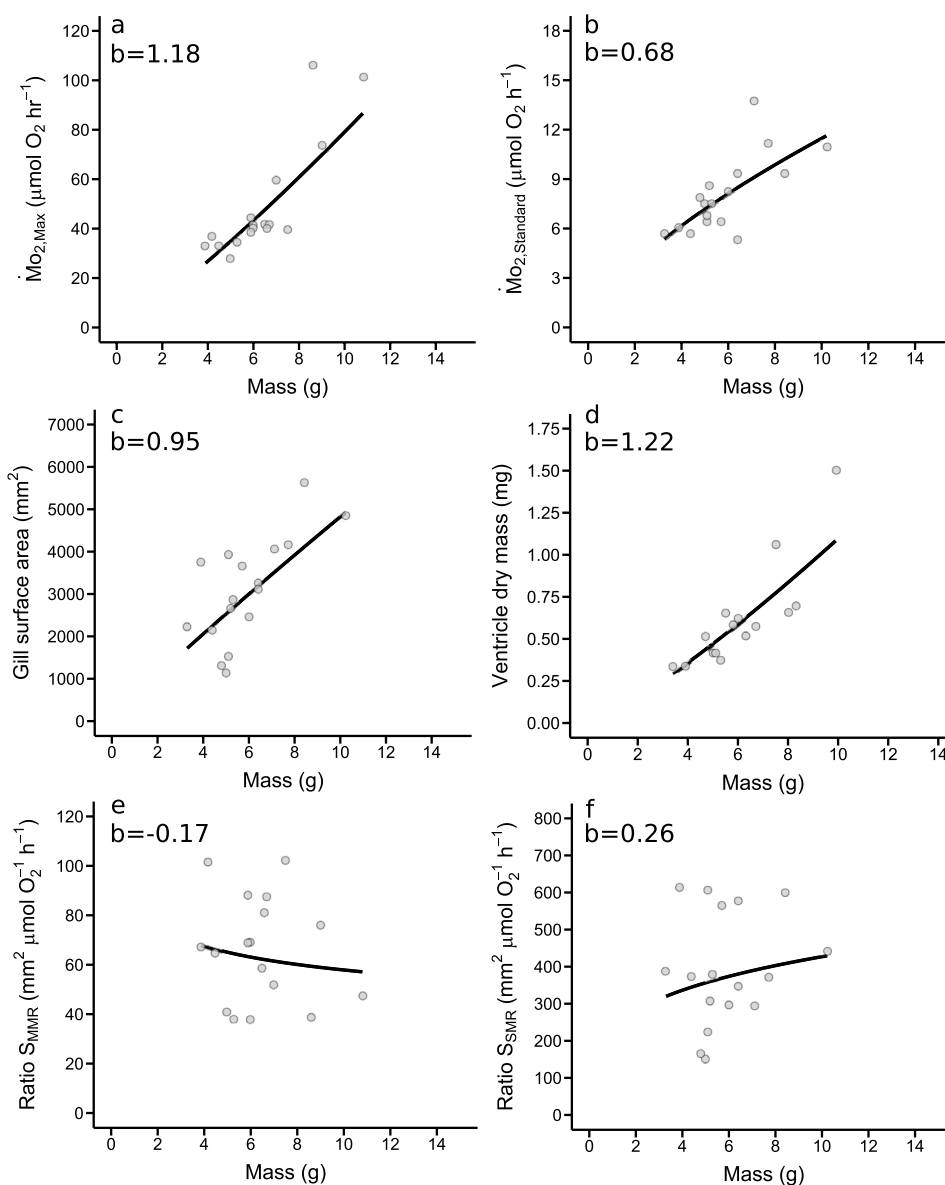 a
b=1.18
120
100
80
60
40
20
0
Ṁo2,Max (μmol O2 hr−1)
0 2 4 6 8 10 12 14
Mass (g)
b
b=0.68
18
15
12
9
6
3
0
Ṁo2,Standard (μmol O2 h−1)
0 2 4 6 8 10 12 14
Mass (g)
c
b=0.95
7000
6000
5000
4000
3000
2000
1000
0
Gill surface area (mm2)
0 2 4 6 8 10 12 14
Mass (g)
d
b=1.22
1.75
1.50
1.25
1.00
0.75
0.50
0.25
0.00
Ventricle dry mass (mg)
0 2 4 6 8 10 12 14
Mass (g)
e
b=-0.17
120
100
80
60
40
20
0
Ratio SMMR (mm2 μmol O2−1 h−1)
0 2 4 6 8 10 12 14
Mass (g)
f
b=0.26
800
700
600
500
400
300
200
100
0
Ratio SSMR (mm2 μmol O2−1 h−1)
0 2 4 6 8 10 12 14
Mass (g)